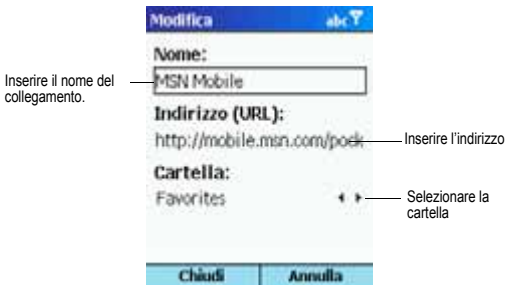 Modifica abc
Nome:
Inserire il nome del
collegamento.
MSN Mobile
Indirizzo (URL):
http://mobile.msn.com/pock
Inserire l'indirizzo
Cartella:
Favorites
Selezionare la
cartella
Chiudi Annulla